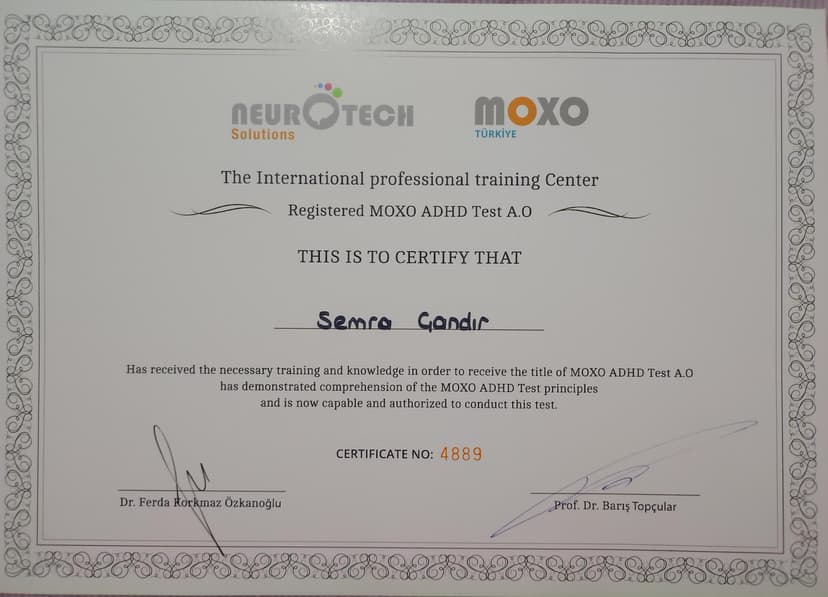 NEUROTECH
Solutions
MOXO
TÜRKİYE
The International professional training Center
Registered MOXO ADHD Test A.O
THIS IS TO CERTIFY THAT
Semra Çandır
Has received the necessary training and knowledge in order to receive the title of MOXO ADHD Test A.O
has demonstrated comprehension of the MOXO ADHD Test principles
and is now capable and authorized to conduct this test.
CERTIFICATE NO: 4889
Dr. Ferda Korkmaz Özkanoğlu
Prof. Dr. Barış Topçular